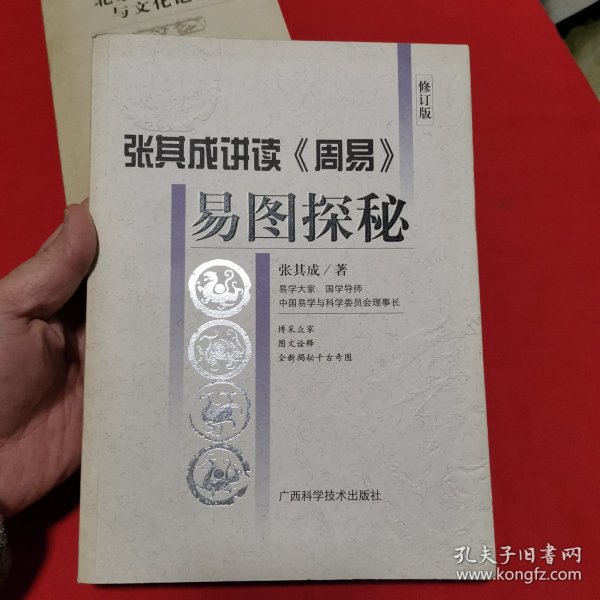 与文化
修订版
张其成讲读《周易》
易图探秘
张其成/著
易学大家 国学导师
中国易学与科学委员会理事长
博采众家
图文诠释
全新揭秘千古奇图
广西科学技术出版社
孔夫子旧书网
www.kongfz.com